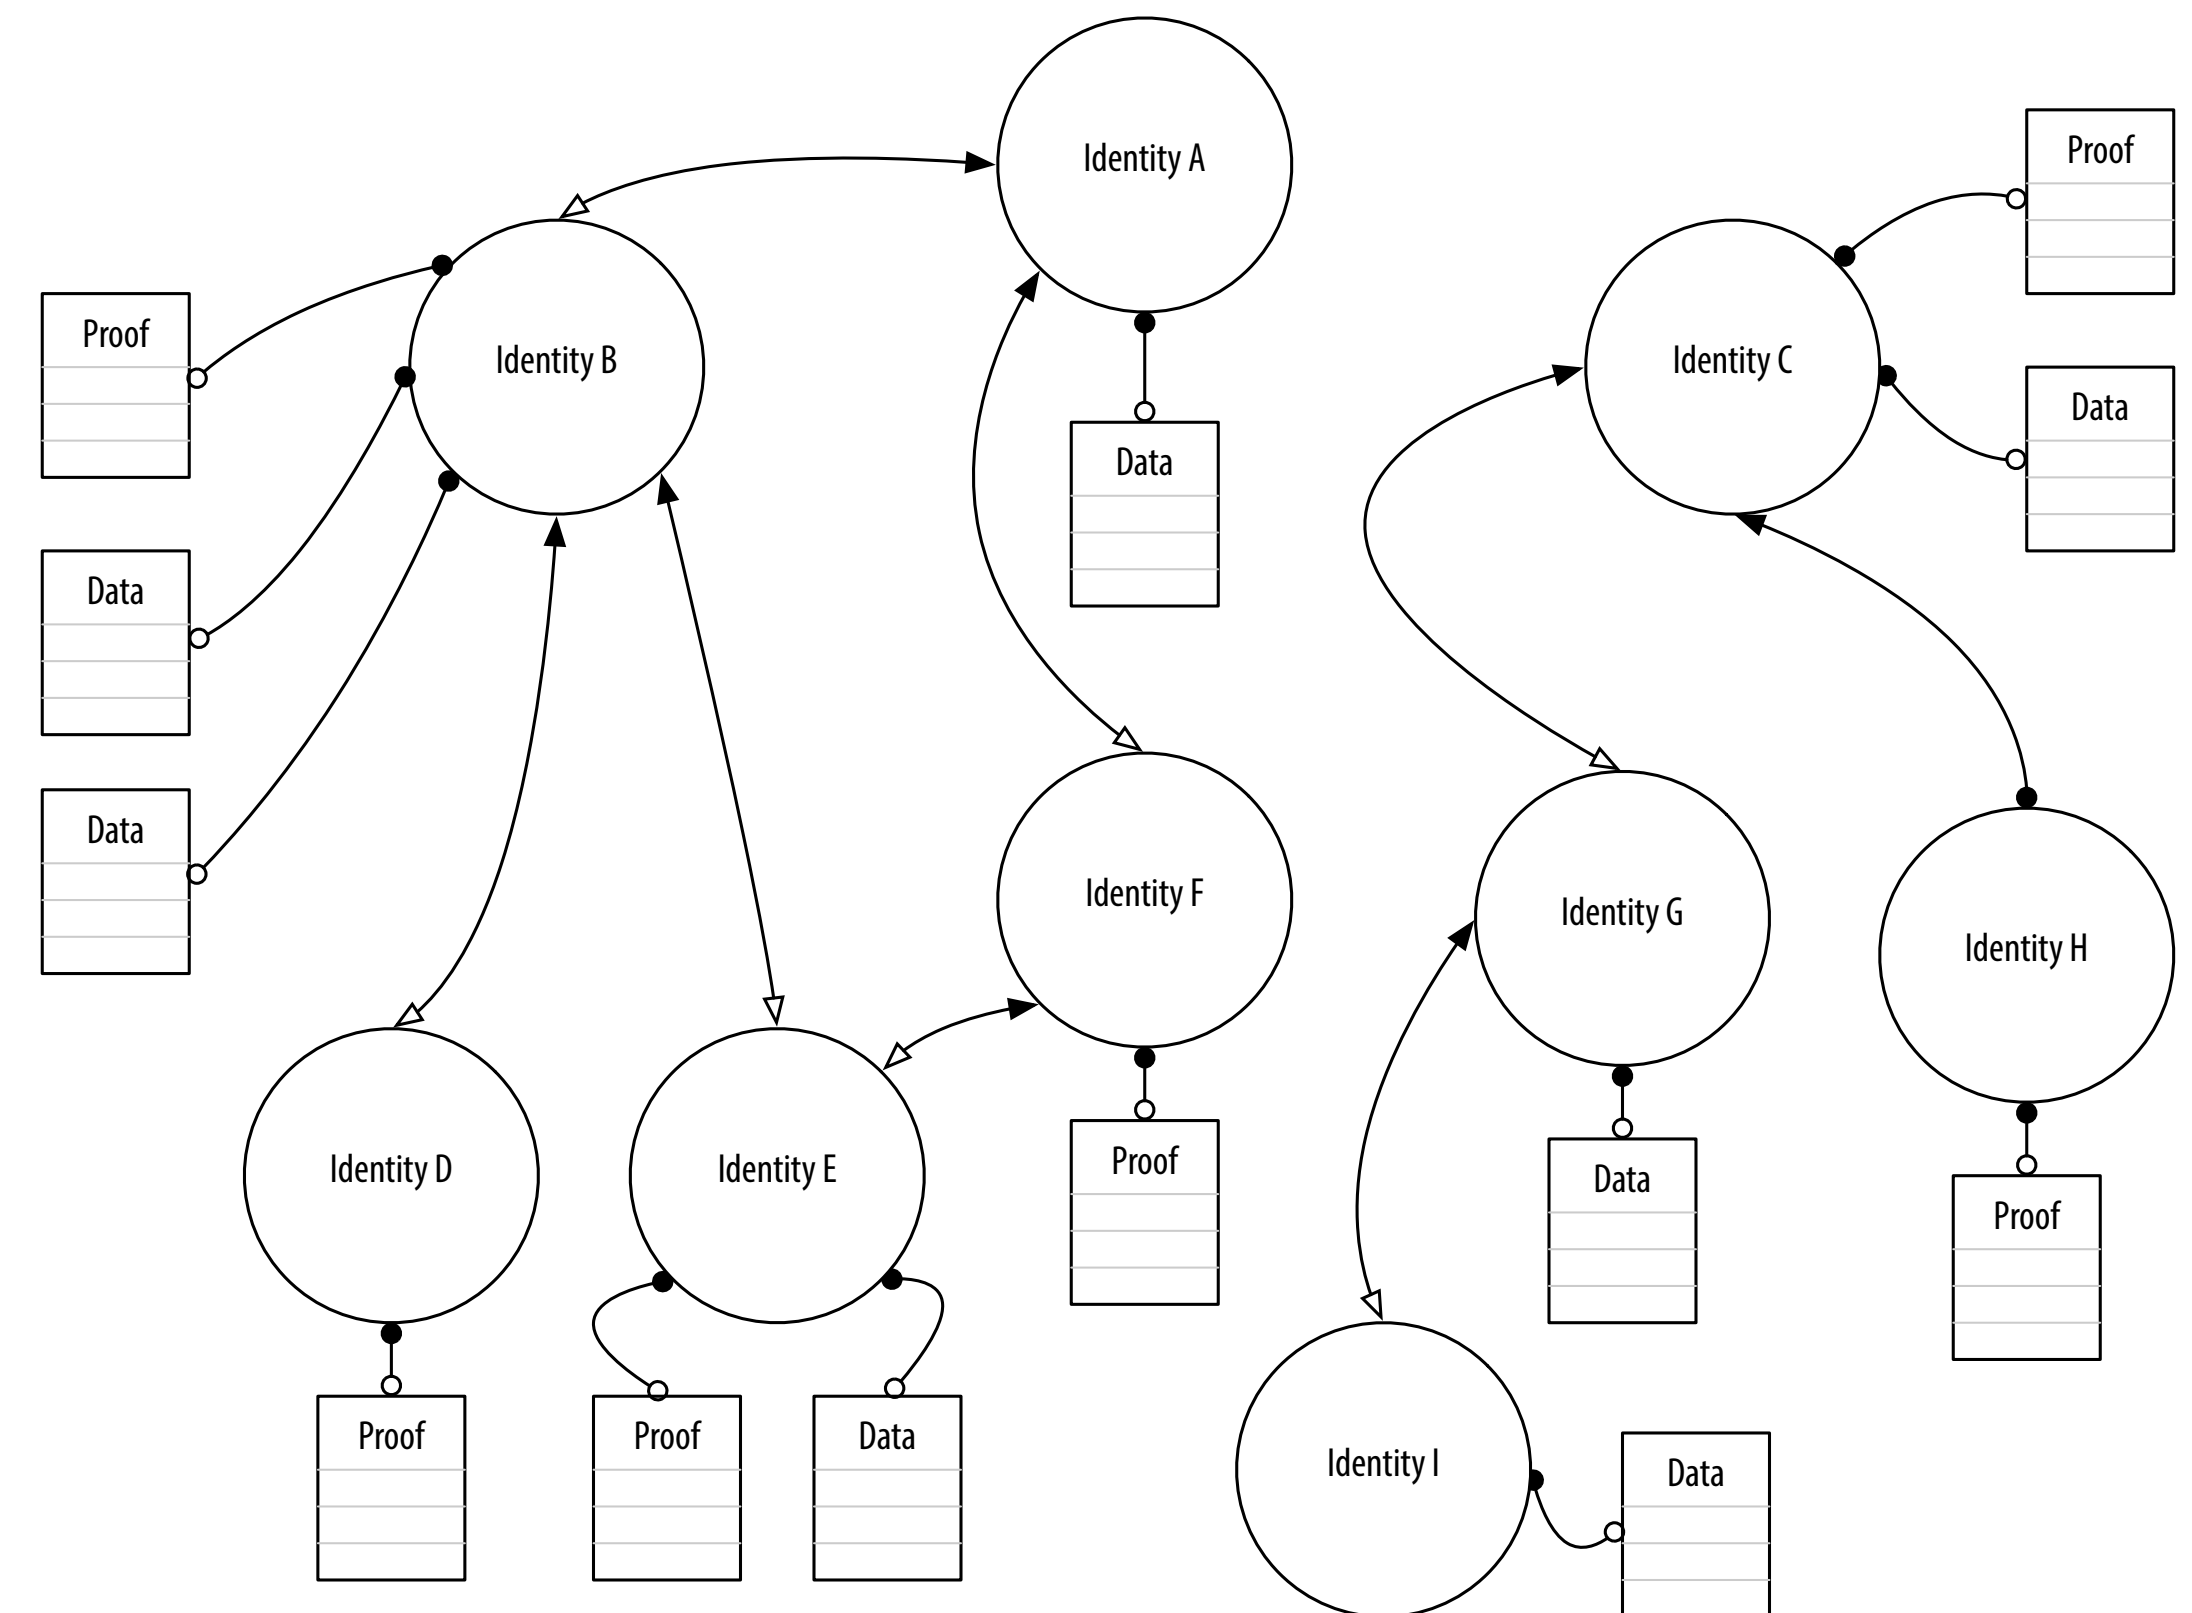 Identity A
Proof
Identity B
Identity C
Proof
Data
Data
Data
Data
Identity F
Identity G
Identity H
Identity D
Identity E
Proof
Data
Proof
Proof
Proof
Data
Identity I
Data